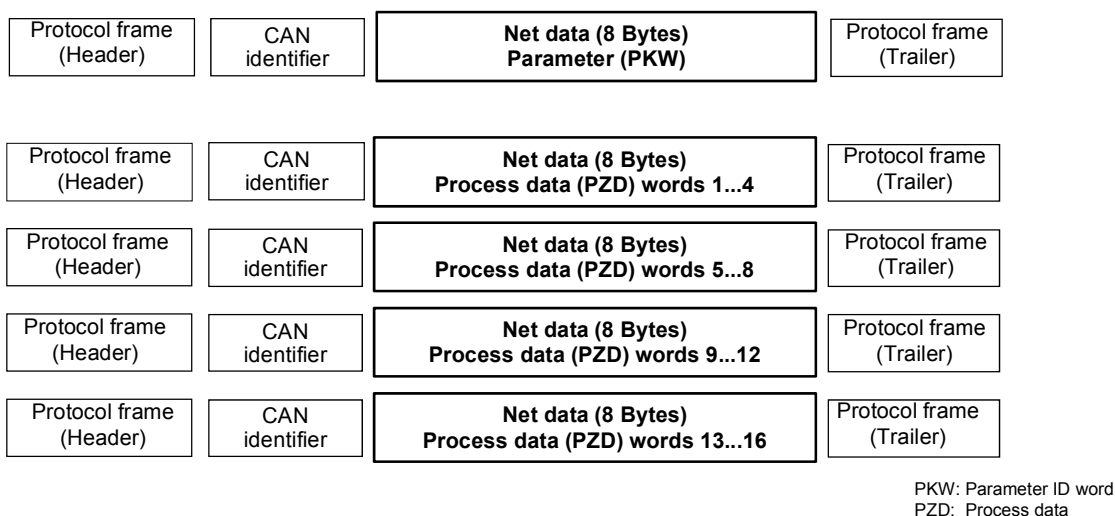 Protocol frame
(Header)
CAN
identifier
Net data (8 Bytes)
Parameter (PKW)
Protocol frame
(Trailer)
Protocol frame
(Header)
CAN
identifier
Net data (8 Bytes)
Process data (PZD) words 1...4
Protocol frame
(Trailer)
Protocol frame
(Header)
CAN
identifier
Net data (8 Bytes)
Process data (PZD) words 5...8
Protocol frame
(Trailer)
Protocol frame
(Header)
CAN
identifier
Net data (8 Bytes)
Process data (PZD) words 9...12
Protocol frame
(Trailer)
Protocol frame
(Header)
CAN
identifier
Net data (8 Bytes)
Process data (PZD) words 13...16
Protocol frame
(Trailer)
PKW: Parameter ID word
PZD: Process data